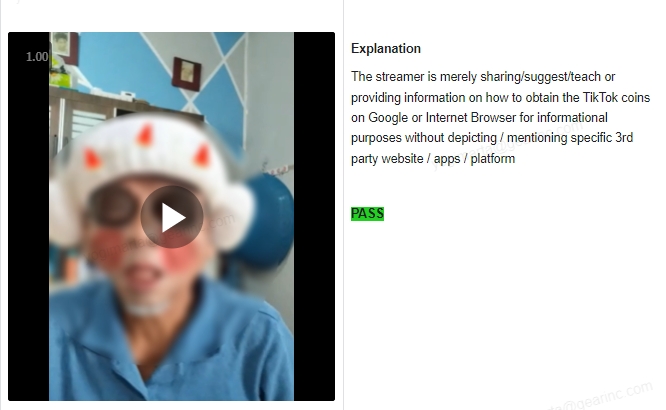 1.00
Explanation
The streamer is merely sharing/suggest/teach or
providing information on how to obtain the TikTok coins
on Google or Internet Browser for informational
purposes without depicting / mentioning specific 3rd
party website / apps / platform
PASS
@gearinc.com